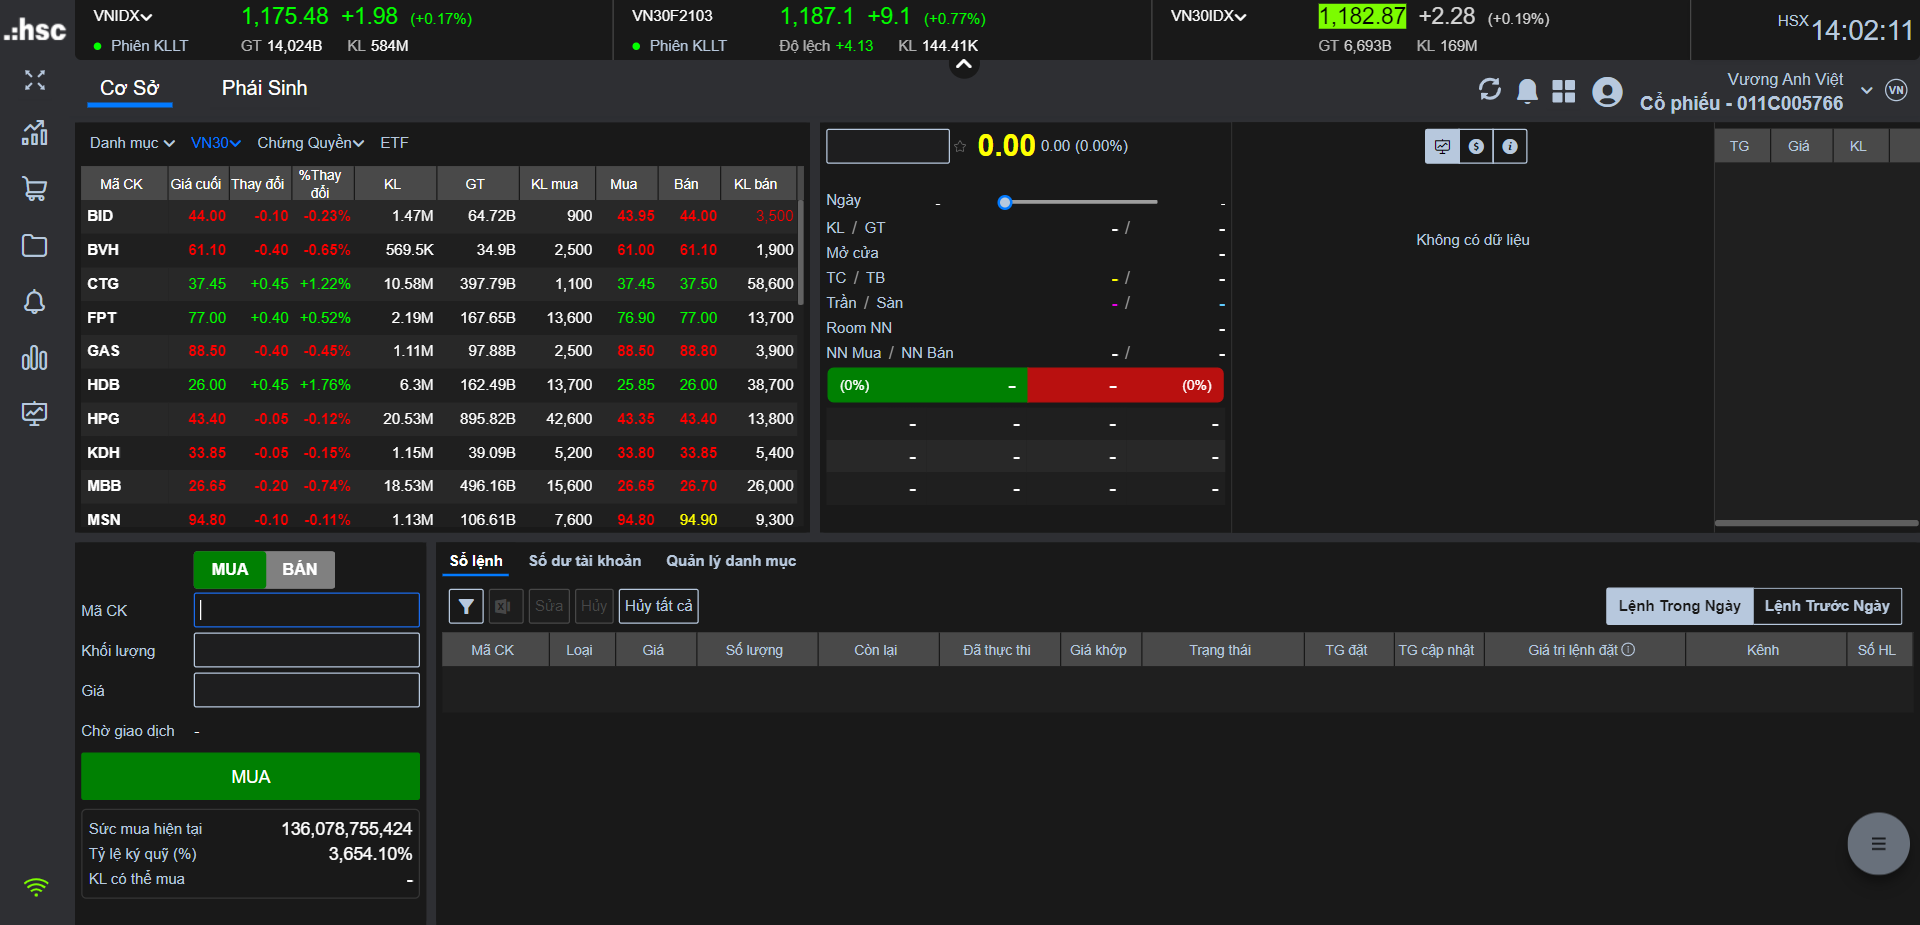 .:hsc
VNIDX 1,175.48 +1.98 (+0.17%)
Phiên KLLT GT 14,024B KL 584M
VN30F2103 1,187.1 +9.1 (+0.77%)
Phiên KLLT Độ lệch +4.13 KL 144.41K
VN30IDX 1,182.87 +2.28 (+0.19%)
GT 6,693B KL 169M
HSX 14:02:11
Cơ Sở Phái Sinh
Vương Anh Việt
Cổ phiếu - 011C005766
VN
Danh mục VN30 Chứng Quyền ETF
Mã CK Giá cuối Thay đổi %Thay đổi KL GT KL mua Mua Bán KL bán
BID 44.00 -0.10 -0.23% 1.47M 64.72B 900 43.95 44.00 3,500
BVH 61.10 -0.40 -0.65% 569.5K 34.9B 2,500 61.00 61.10 1,900
CTG 37.45 +0.45 +1.22% 10.58M 397.79B 1,100 37.45 37.50 58,600
FPT 77.00 +0.40 +0.52% 2.19M 167.65B 13,600 76.90 77.00 13,700
GAS 88.50 -0.40 -0.45% 1.11M 97.88B 2,500 88.50 88.80 3,900
HDB 26.00 +0.45 +1.76% 6.3M 162.49B 13,700 25.85 26.00 38,700
HPG 43.40 -0.05 -0.12% 20.53M 895.82B 42,600 43.35 43.40 13,800
KDH 33.85 -0.05 -0.15% 1.15M 39.09B 5,200 33.80 33.85 5,400
MBB 26.65 -0.20 -0.74% 18.53M 496.16B 15,600 26.65 26.70 26,000
MSN 94.80 -0.10 -0.11% 1.13M 106.61B 7,600 94.80 94.90 9,300
0.00 0.00 (0.00%)
Ngày - -
KL / GT - / -
Mở cửa -
TC / TB - / -
Trần / Sàn - / -
Room NN -
NN Mua / NN Bán - / -
(0%) - - (0%)
- - - -
- - - -
- - - -
Không có dữ liệu
TG Giá KL
MUA BÁN
Mã CK
Khối lượng
Giá
Chờ giao dịch -
MUA
Sức mua hiện tại 136,078,755,424
Tỷ lệ ký quỹ (%) 3,654.10%
KL có thể mua -
Sổ lệnh Số dư tài khoản Quản lý danh mục
Sửa Hủy Hủy tất cả
Lệnh Trong Ngày Lệnh Trước Ngày
Mã CK Loại Giá Số lượng Còn lại Đã thực thi Giá khớp Trạng thái TG đặt TG cập nhật Giá trị lệnh đặt Kênh Số HL